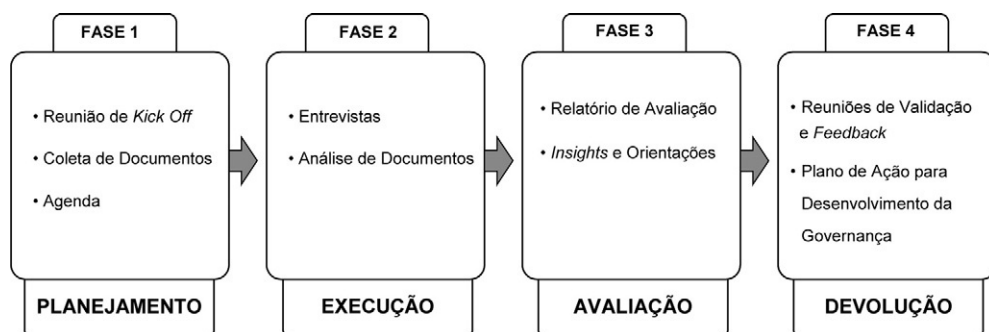 FASE 1
• Reunião de Kick Off
• Coleta de Documentos
• Agenda
PLANEJAMENTO
FASE 2
• Entrevistas
• Análise de Documentos
EXECUÇÃO
FASE 3
• Relatório de Avaliação
• Insights e Orientações
AVALIAÇÃO
FASE 4
• Reuniões de Validação
e Feedback
• Plano de Ação para
Desenvolvimento da
Governança
DEVOLUÇÃO